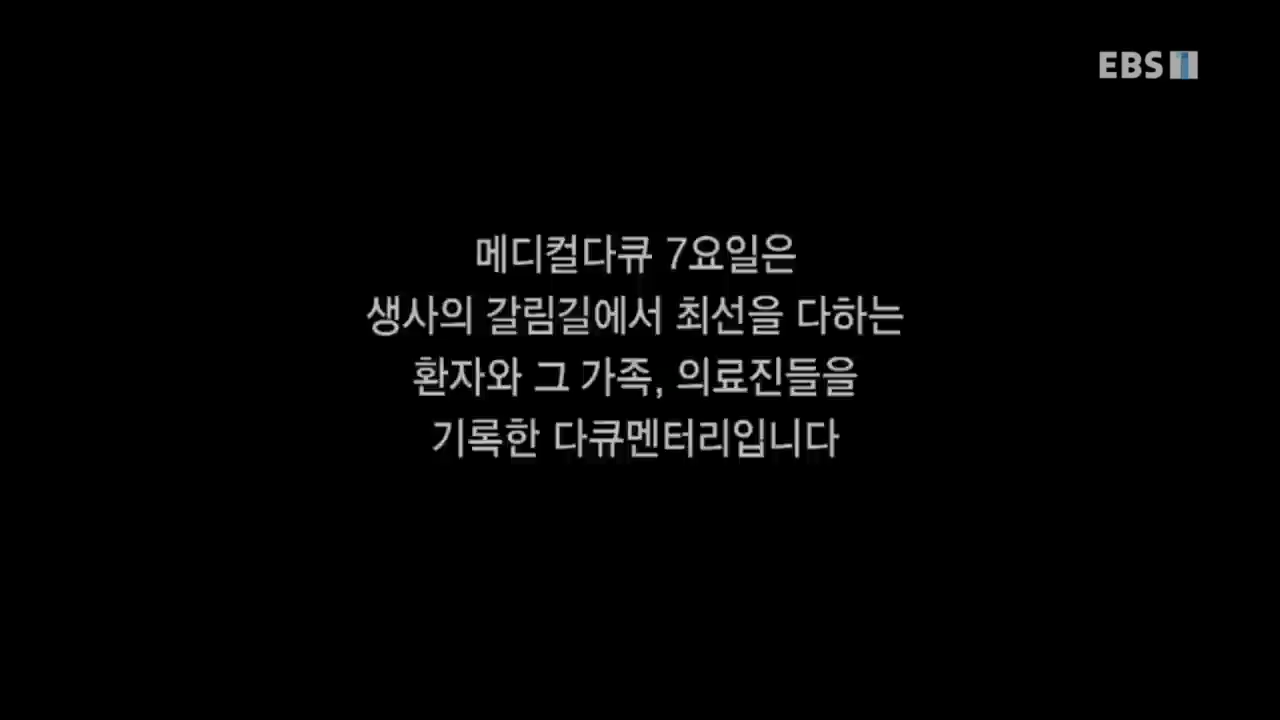 EBS 1
메디컬다큐 7요일은
생사의 갈림길에서 최선을 다하는
환자와 그 가족, 의료진들을
기록한 다큐멘터리입니다